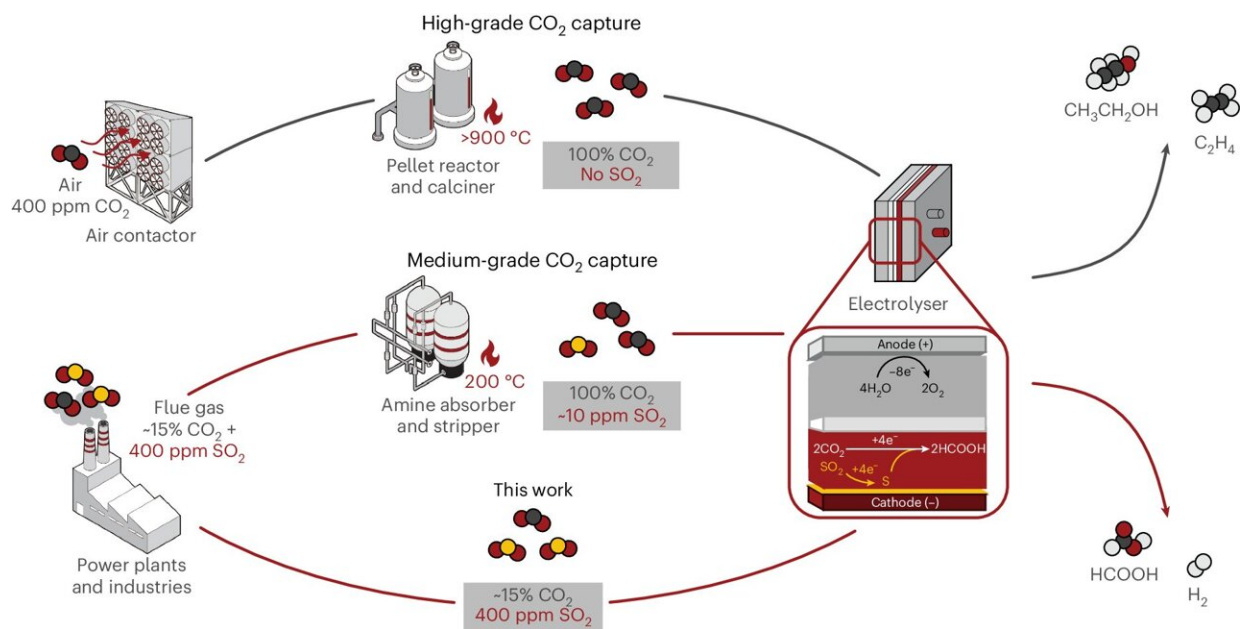 High-grade CO₂ capture
>900 °C
Pellet reactor
and calciner
100% CO₂
No SO₂
Air
400 ppm CO₂
Air contactor
CH₃CH₂OH
C₂H₄
Medium-grade CO₂ capture
200 °C
Amine absorber
and stripper
100% CO₂
~10 ppm SO₂
Flue gas
~15% CO₂ +
400 ppm SO₂
Power plants
and industries
This work
~15% CO₂
400 ppm SO₂
Electrolyser
Anode (+)
–8e⁻
4H₂O
2O₂
+4e⁻
2CO₂
2HCOOH
SO₂
+4e⁻
S
Cathode (–)
HCOOH
H₂